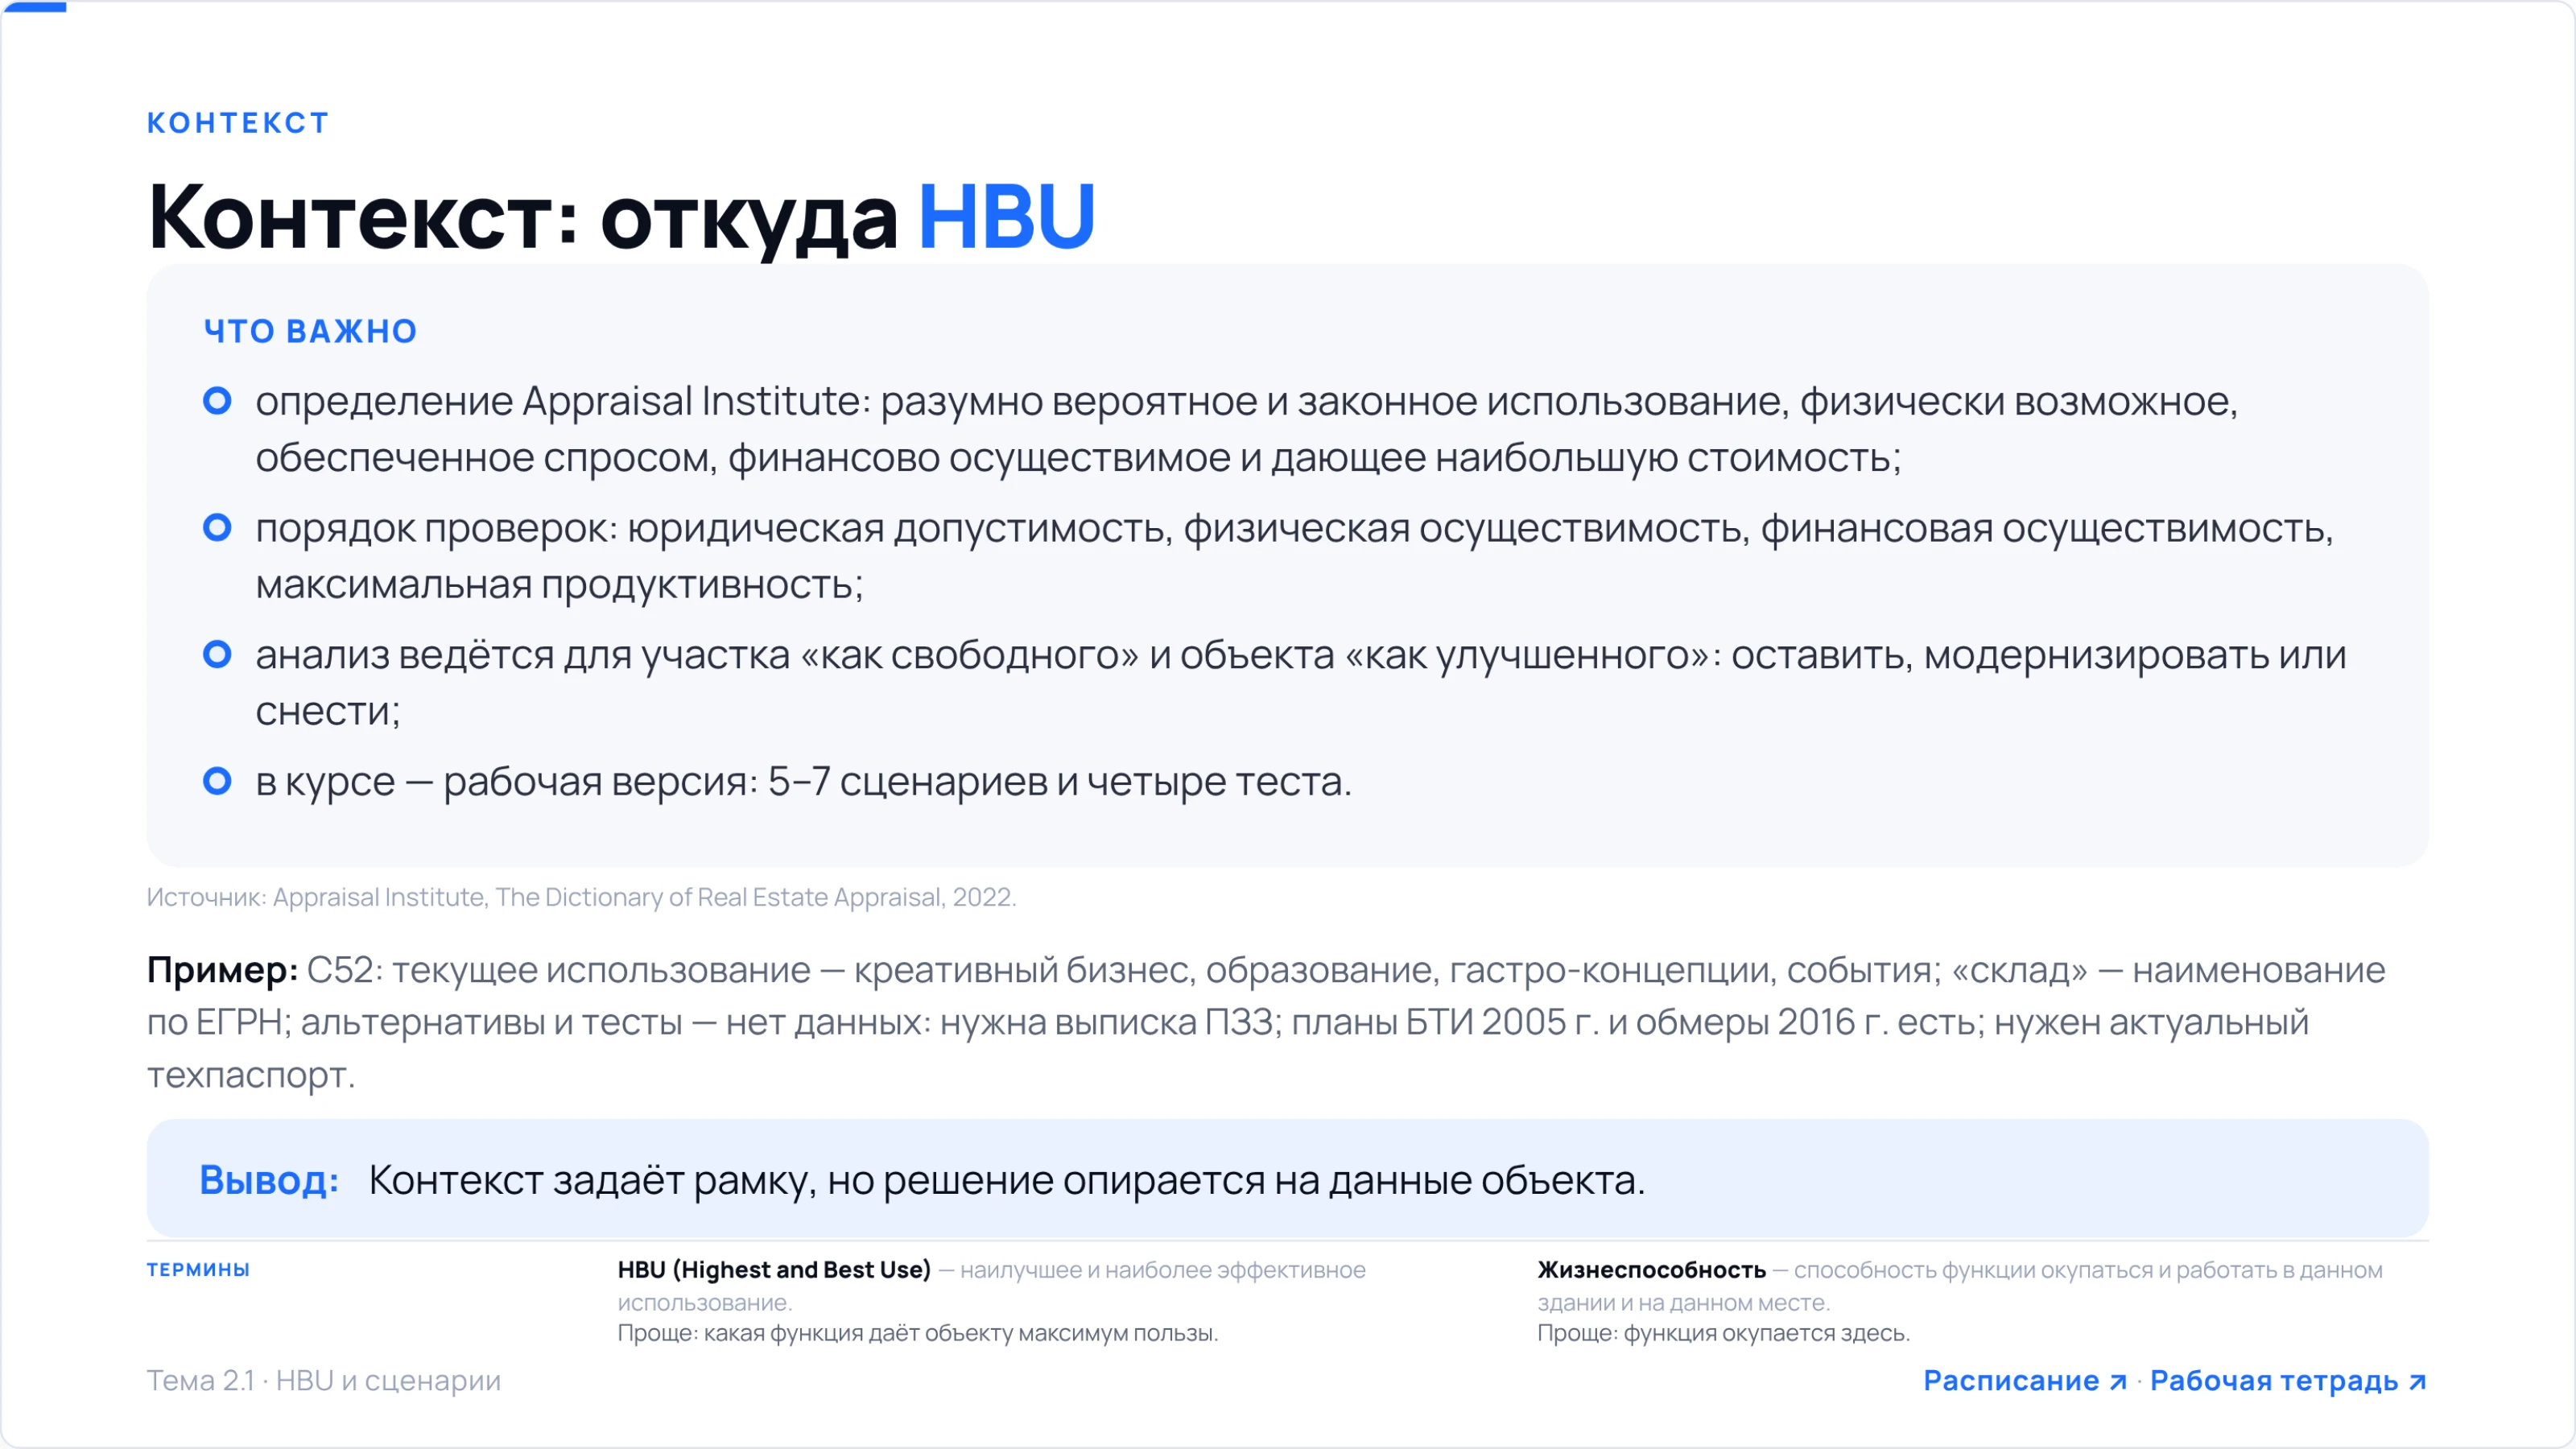 КОНТЕКСТ
Контекст: откуда HBU
ЧТО ВАЖНО
определение Appraisal Institute: разумно вероятное и законное использование, физически возможное,
обеспеченное спросом, финансово осуществимое и дающее наибольшую стоимость;
порядок проверок: юридическая допустимость, физическая осуществимость, финансовая осуществимость,
максимальная продуктивность;
анализ ведётся для участка «как свободного» и объекта «как улучшенного»: оставить, модернизировать или
снести;
в курсе — рабочая версия: 5–7 сценариев и четыре теста.
Источник: Appraisal Institute, The Dictionary of Real Estate Appraisal, 2022.
Пример: С52: текущее использование — креативный бизнес, образование, гастро-концепции, события; «склад» — наименование
по ЕГРН; альтернативы и тесты — нет данных: нужна выписка ПЗЗ; планы БТИ 2005 г. и обмеры 2016 г. есть; нужен актуальный
техпаспорт.
Вывод: Контекст задаёт рамку, но решение опирается на данные объекта.
ТЕРМИНЫ
HBU (Highest and Best Use) — наилучшее и наиболее эффективное
использование.
Проще: какая функция даёт объекту максимум пользы.
Жизнеспособность — способность функции окупаться и работать в данном
здании и на данном месте.
Проще: функция окупается здесь.
Тема 2.1 · HBU и сценарии
Расписание ↗ · Рабочая тетрадь ↗